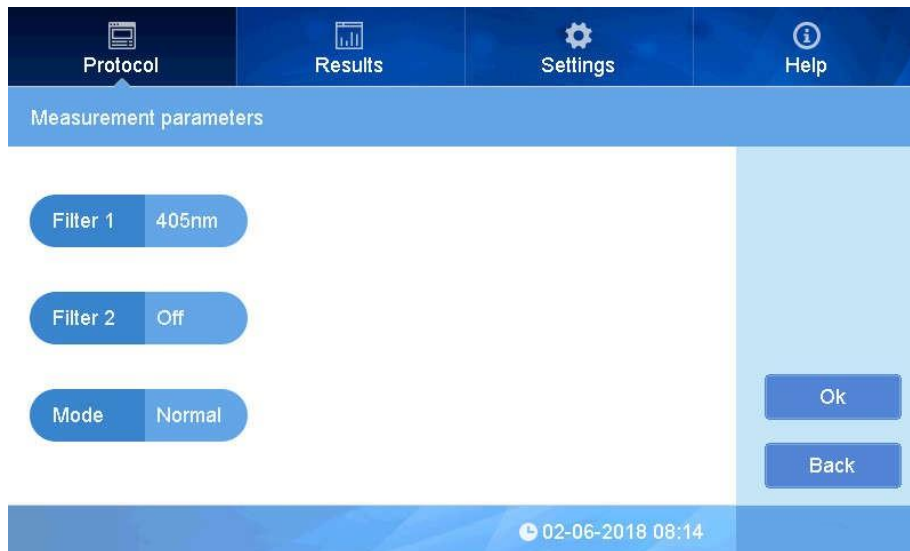 Protocol Results Settings Help
Measurement parameters
Filter 1 405nm
Filter 2 Off
Mode Normal
Ok
Back
02-06-2018 08:14